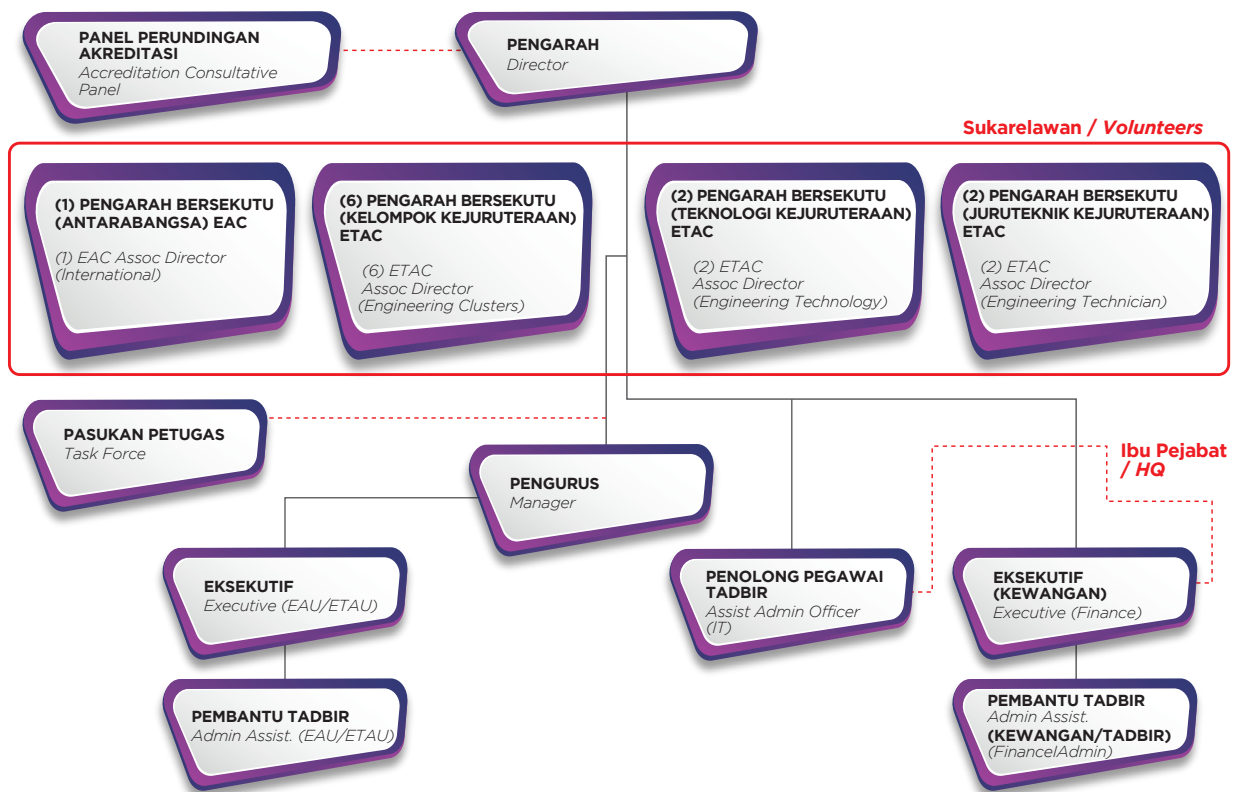 PANEL PERUNDINGAN
AKREDITASI
Accreditation Consultative
Panel
PENGARAH
Director
Sukarelawan / Volunteers
(1) PENGARAH BERSEKUTU
(ANTARABANGSA) EAC
(1) EAC Assoc Director
(International)
(6) PENGARAH BERSEKUTU
(KELOMPOK KEJURUTERAAN)
ETAC
(6) ETAC
Assoc Director
(Engineering Clusters)
(2) PENGARAH BERSEKUTU
(TEKNOLOGI KEJURUTERAAN)
ETAC
(2) ETAC
Assoc Director
(Engineering Technology)
(2) PENGARAH BERSEKUTU
(JURUTEKNIK KEJURUTERAAN)
ETAC
(2) ETAC
Assoc Director
(Engineering Technician)
PASUKAN PETUGAS
Task Force
PENGURUS
Manager
Ibu Pejabat
/ HQ
EKSEKUTIF
Executive (EAU/ETAU)
PENOLONG PEGAWAI
TADBIR
Assist Admin Officer
(IT)
EKSEKUTIF
(KEWANGAN)
Executive (Finance)
PEMBANTU TADBIR
Admin Assist. (EAU/ETAU)
PEMBANTU TADBIR
Admin Assist.
(KEWANGAN/TADBIR)
(FinancelAdmin)